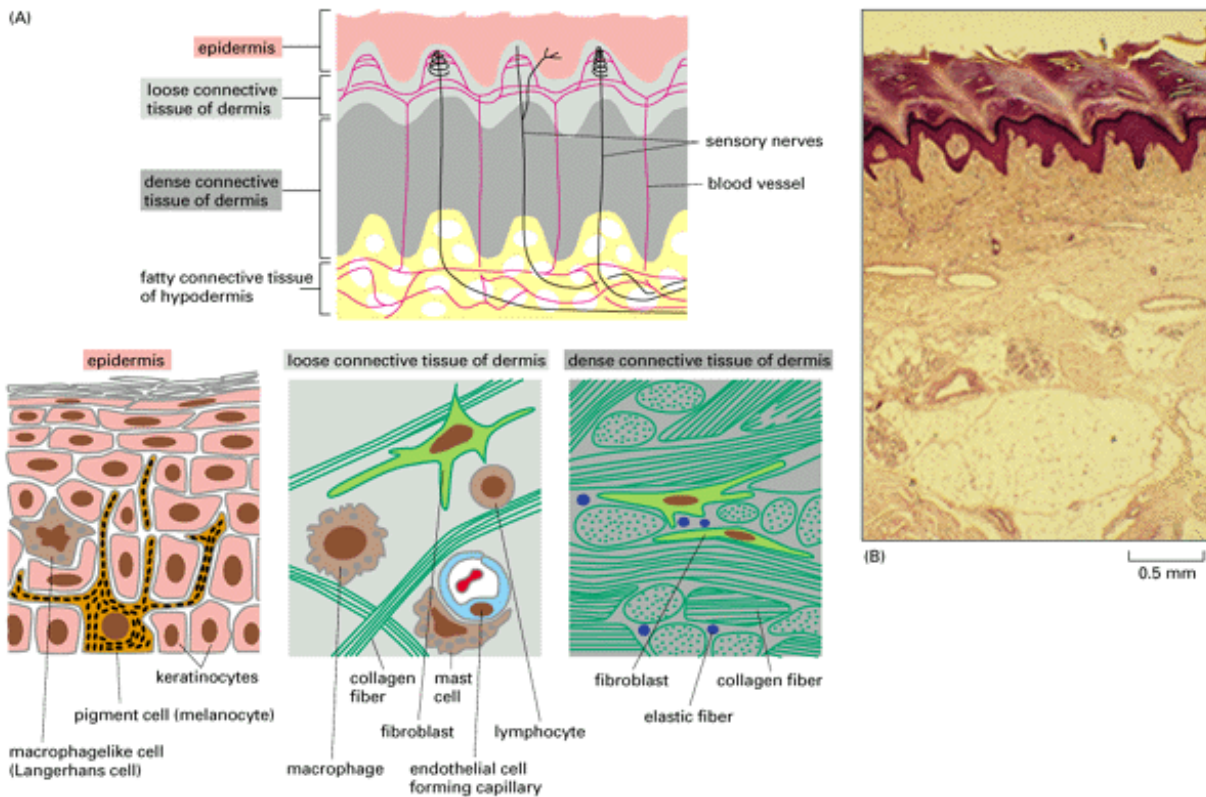 (A)
epidermis
loose connective
tissue of dermis
sensory nerves
dense connective
tissue of dermis
blood vessel
fatty connective tissue
of hypodermis
epidermis
loose connective tissue of dermis
dense connective tissue of dermis
keratinocytes
pigment cell (melanocyte)
macrophagelike cell
(Langerhans cell)
collagen
fiber
mast
cell
fibroblast
lymphocyte
macrophage
endothelial cell
forming capillary
fibroblast
collagen fiber
elastic fiber
(B)
0.5 mm